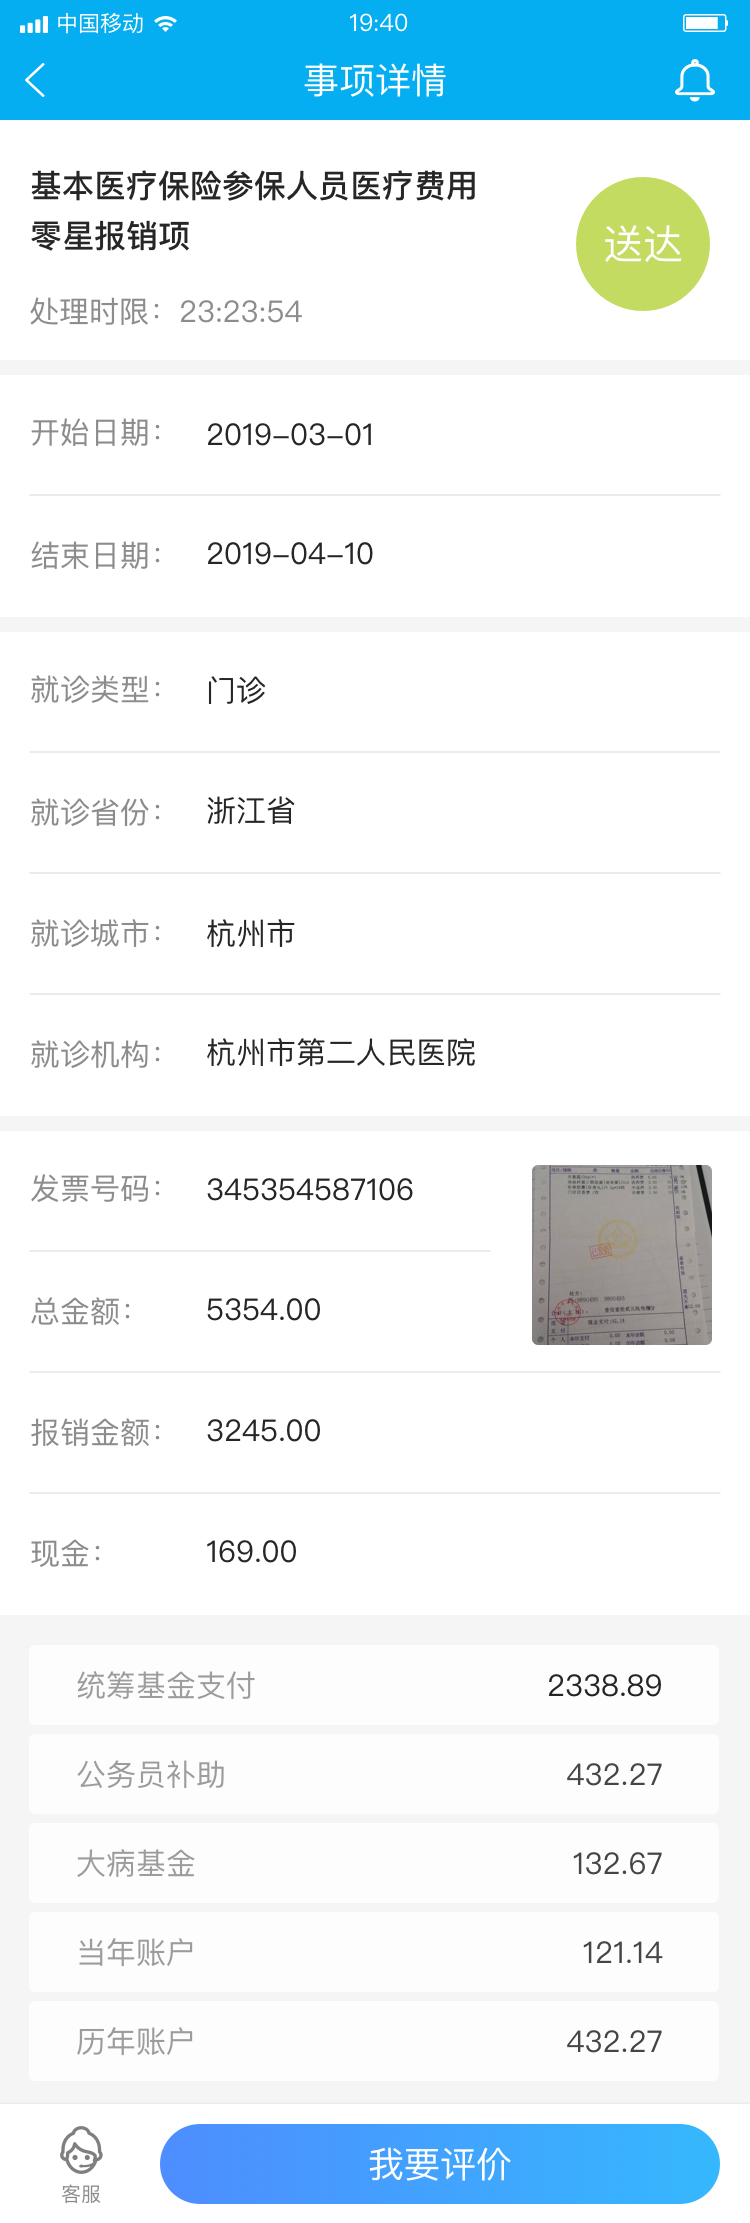 中国移动
19:40
事项详情
基本医疗保险参保人员医疗费用
零星报销项
送达
处理时限： 23:23:54
开始日期： 2019-03-01
结束日期： 2019-04-10
就诊类型： 门诊
就诊省份： 浙江省
就诊城市： 杭州市
就诊机构： 杭州市第二人民医院
发票号码： 345354587106
总金额： 5354.00
报销金额： 3245.00
现金： 169.00
统筹基金支付 2338.89
公务员补助 432.27
大病基金 132.67
当年账户 121.14
历年账户 432.27
客服
我要评价